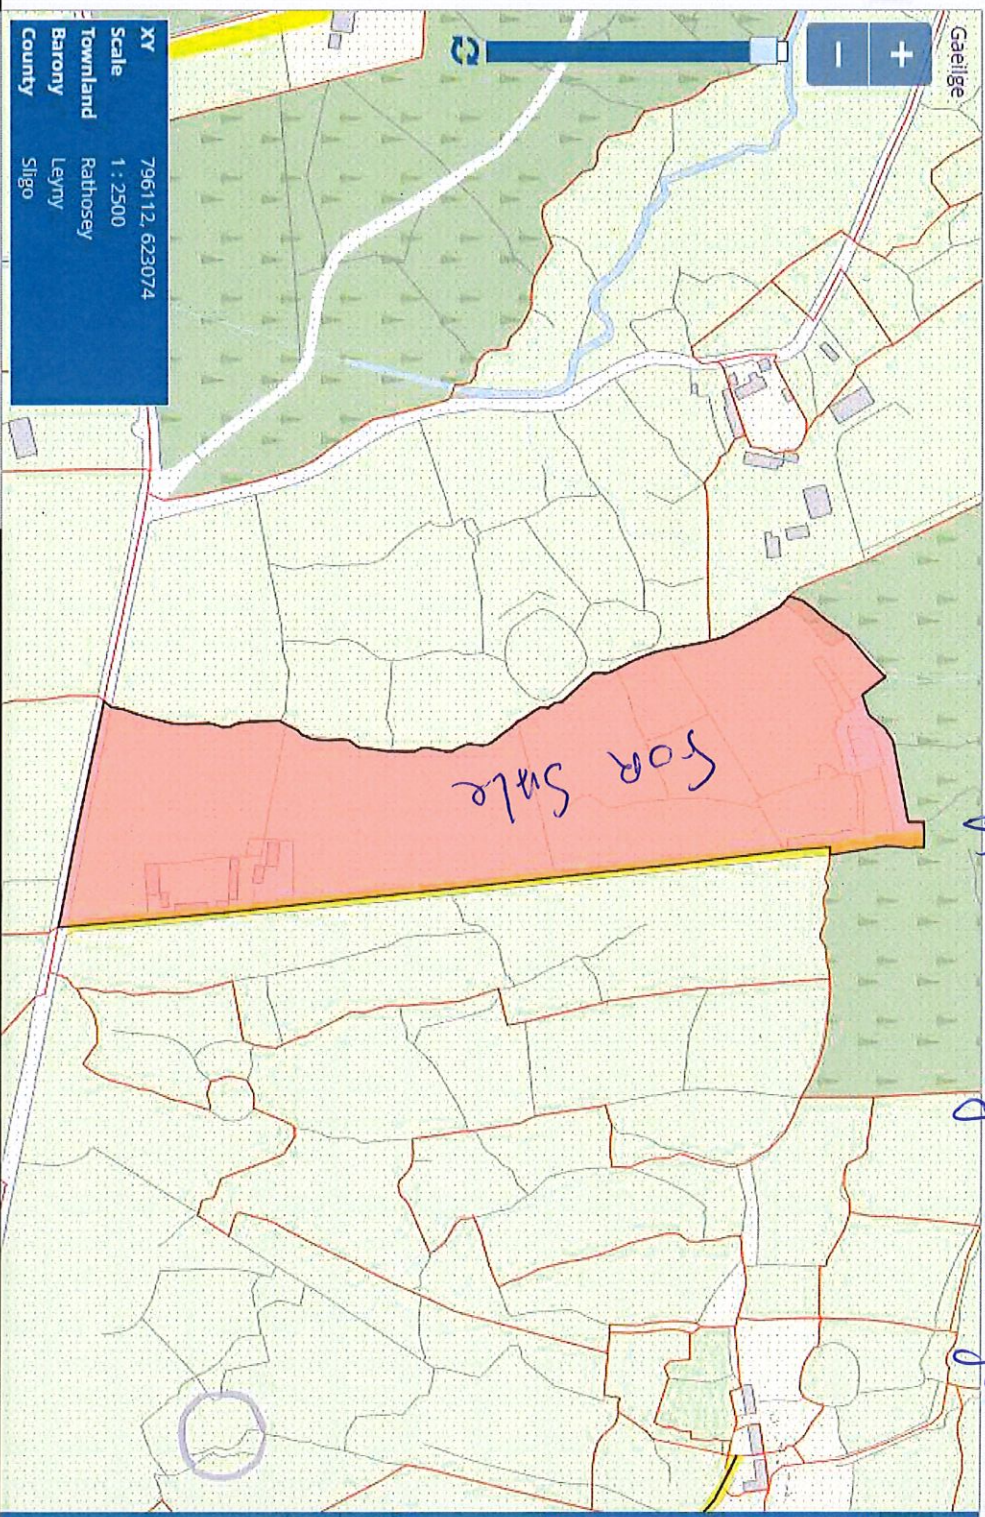 Gaeilge
+
−
XY 796112, 623074
Scale 1 : 2500
Townland Rathosey
Barony Leyny
County Sligo
FOR SALE